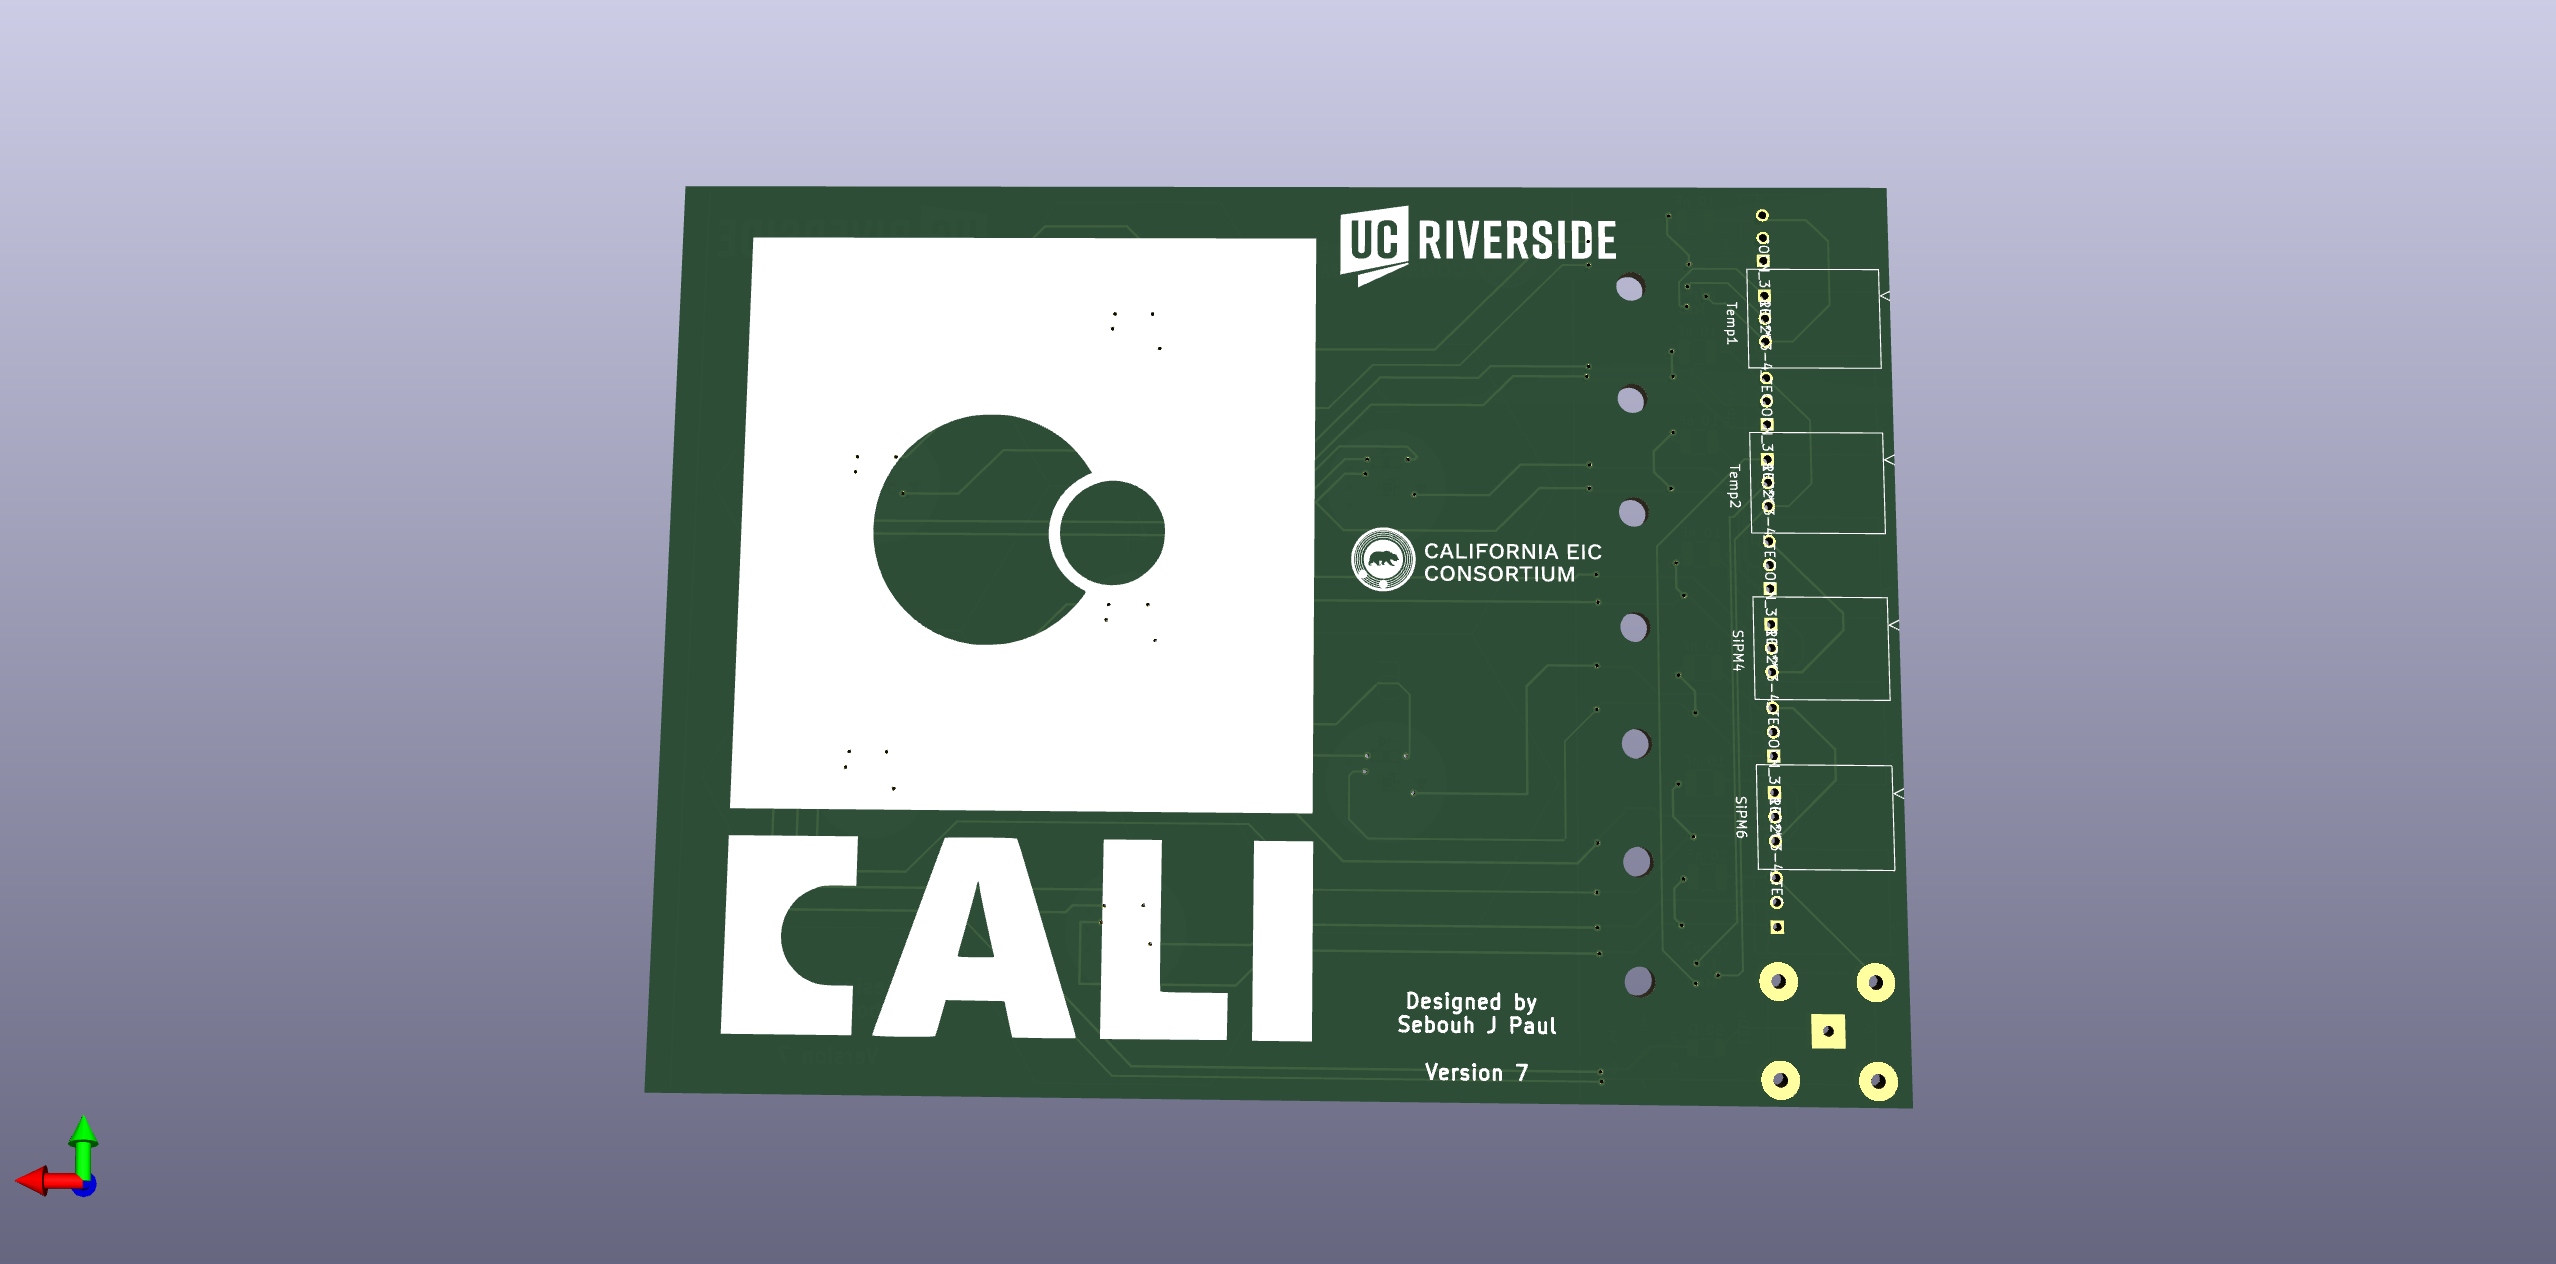 UC RIVERSIDE
Temp1
Temp2
CALIFORNIA EIC
CONSORTIUM
SiPM4
SiPM6
CALI
Designed by
Sebouh J Paul
Version 7